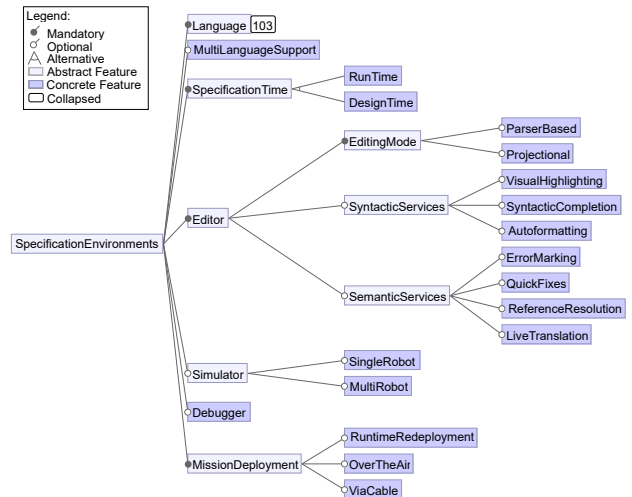 Legend:
Mandatory
Optional
Alternative
Abstract Feature
Concrete Feature
Collapsed
SpecificationEnvironments
Language 103
MultiLanguageSupport
SpecificationTime
RunTime
DesignTime
Editor
EditingMode
ParserBased
Projectional
SyntacticServices
VisualHighlighting
SyntacticCompletion
Autoformatting
SemanticServices
ErrorMarking
QuickFixes
ReferenceResolution
LiveTranslation
Simulator
SingleRobot
MultiRobot
Debugger
MissionDeployment
RuntimeRedeployment
OverTheAir
ViaCable